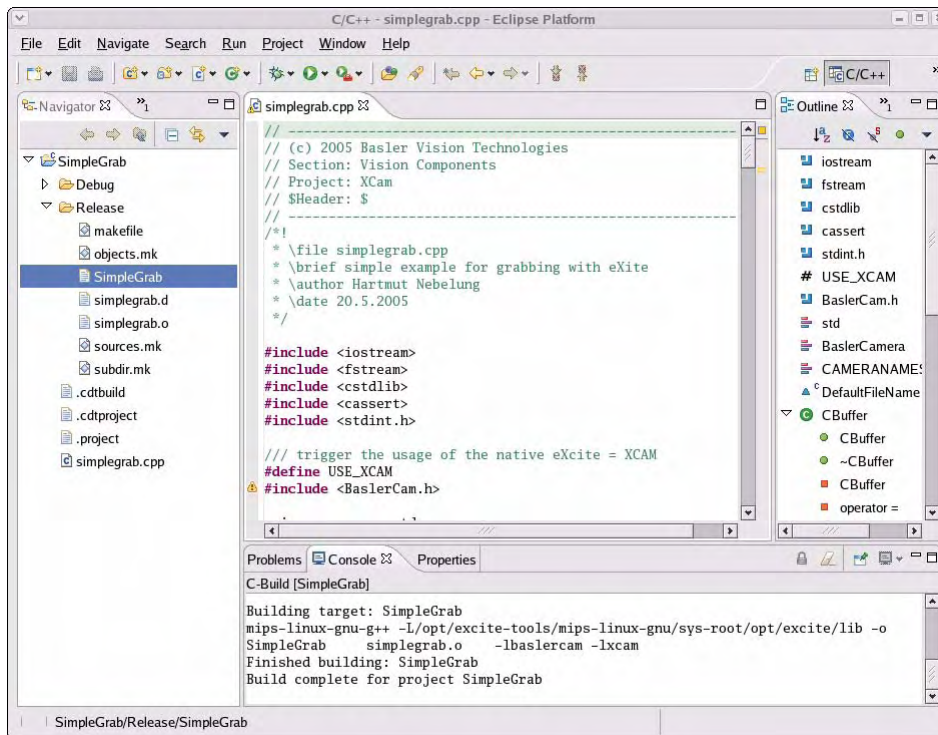 C/C++ - simplegrab.cpp - Eclipse Platform
File Edit Navigate Search Run Project Window Help
C/C++
Navigator
»1
SimpleGrab
Debug
Release
makefile
objects.mk
SimpleGrab
simplegrab.d
simplegrab.o
sources.mk
subdir.mk
.cdtbuild
.cdtproject
.project
simplegrab.cpp
simplegrab.cpp
// ---------------------------------------------------------
// (c) 2005 Basler Vision Technologies
// Section: Vision Components
// Project: XCam
// $Header: $
// ---------------------------------------------------------
/*!
* \file simplegrab.cpp
* \brief simple example for grabbing with eXite
* \author Hartmut Nebelung
* \date 20.5.2005
*/
#include <iostream>
#include <fstream>
#include <cstdlib>
#include <cassert>
#include <stdint.h>
/// trigger the usage of the native eXcite = XCAM
#define USE_XCAM
#include <BaslerCam.h>
Outline
»1
iostream
fstream
cstdlib
cassert
stdint.h
# USE_XCAM
BaslerCam.h
std
BaslerCamera
CAMERANAMES
DefaultFileName
CBuffer
CBuffer
~CBuffer
CBuffer
operator =
Problems Console Properties
C-Build [SimpleGrab]
Building target: SimpleGrab
mips-linux-gnu-g++ -L/opt/excite-tools/mips-linux-gnu/sys-root/opt/excite/lib -o
SimpleGrab simplegrab.o -lbaslercam -lxcam
Finished building: SimpleGrab
Build complete for project SimpleGrab
SimpleGrab/Release/SimpleGrab